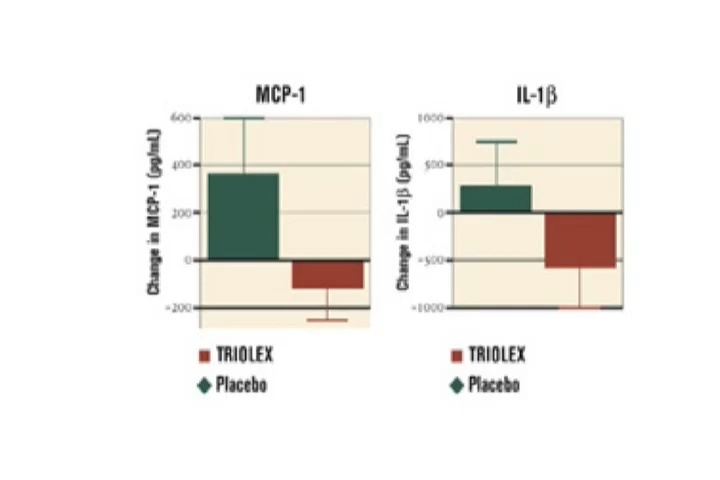 MCP-1
Change in MCP-1 (pg/mL)
600
400
200
0
-200
TRIOLEX
Placebo
IL-1β
Change in IL-1β (pg/mL)
1000
500
0
-500
-1000
TRIOLEX
Placebo